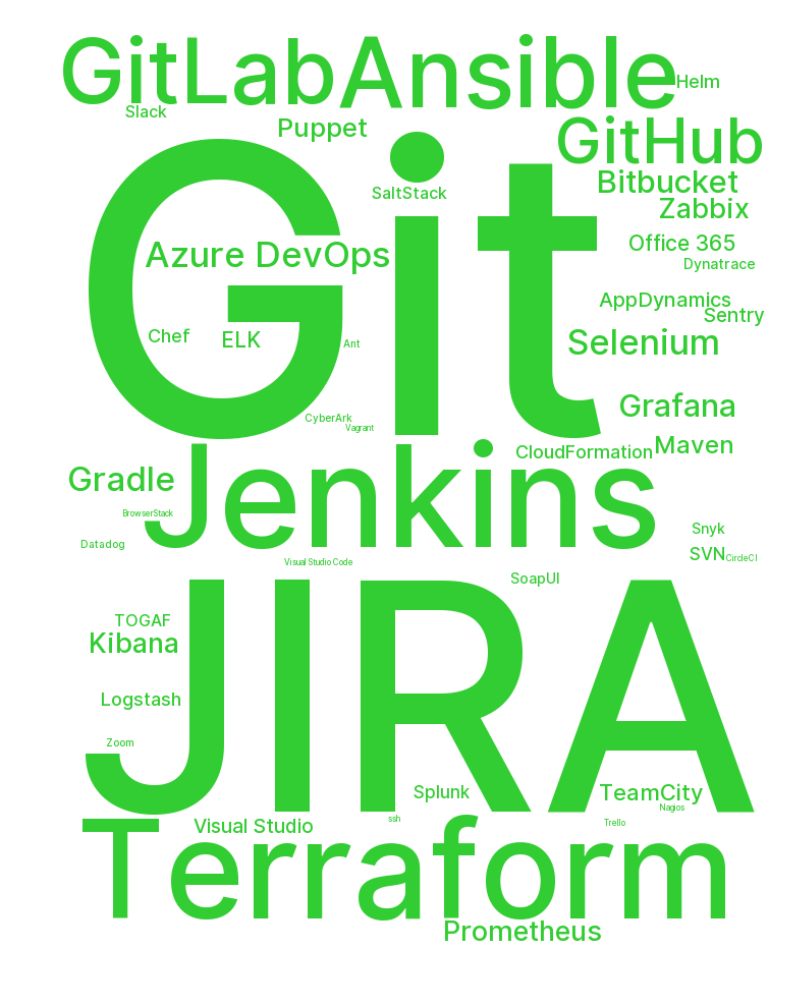 GitLab
Ansible
Helm
Slack
Puppet
GitHub
Git
SaltStack
Bitbucket
Zabbix
Azure DevOps
Office 365
Dynatrace
AppDynamics
Sentry
Chef
ELK
Ant
Selenium
Grafana
CyberArk
Vagrant
CloudFormation
Maven
Gradle
Jenkins
BrowserStack
Datadog
Snyk
SVN
CircleCI
Visual Studio Code
SoapUI
JIRA
TOGAF
Kibana
Logstash
Zoom
Splunk
TeamCity
Nagios
ssh
Trello
Visual Studio
Terraform
Prometheus